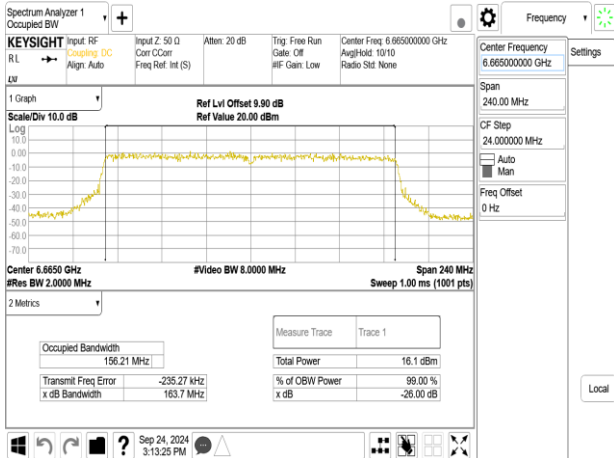 Spectrum Analyzer 1
Occupied BW
+
Frequency
KEYSIGHT
RL
Input: RF
Coupling: DC
Align: Auto
Input Z: 50 Ω
Corr CCorr
Freq Ref: Int (S)
Atten: 20 dB
Trig: Free Run
Gate: Off
#IF Gain: Low
Center Freq: 6.665000000 GHz
Avg|Hold: 10/10
Radio Std: None
Center Frequency
6.665000000 GHz
Settings
Span
240.00 MHz
CF Step
24.000000 MHz
Auto
Man
Freq Offset
0 Hz
Local
1 Graph
Scale/Div 10.0 dB
Ref Lvl Offset 9.90 dB
Ref Value 20.00 dBm
Log
10.0
0.00
-10.0
-20.0
-30.0
-40.0
-50.0
-60.0
-70.0
Center 6.6650 GHz
#Res BW 2.0000 MHz
#Video BW 8.0000 MHz
Span 240 MHz
Sweep 1.00 ms (1001 pts)
2 Metrics
Measure Trace
Trace 1
Occupied Bandwidth
156.21 MHz
Total Power
16.1 dBm
Transmit Freq Error
-235.27 kHz
% of OBW Power
99.00 %
x dB Bandwidth
163.7 MHz
x dB
-26.00 dB
?
Sep 24, 2024
3:13:25 PM